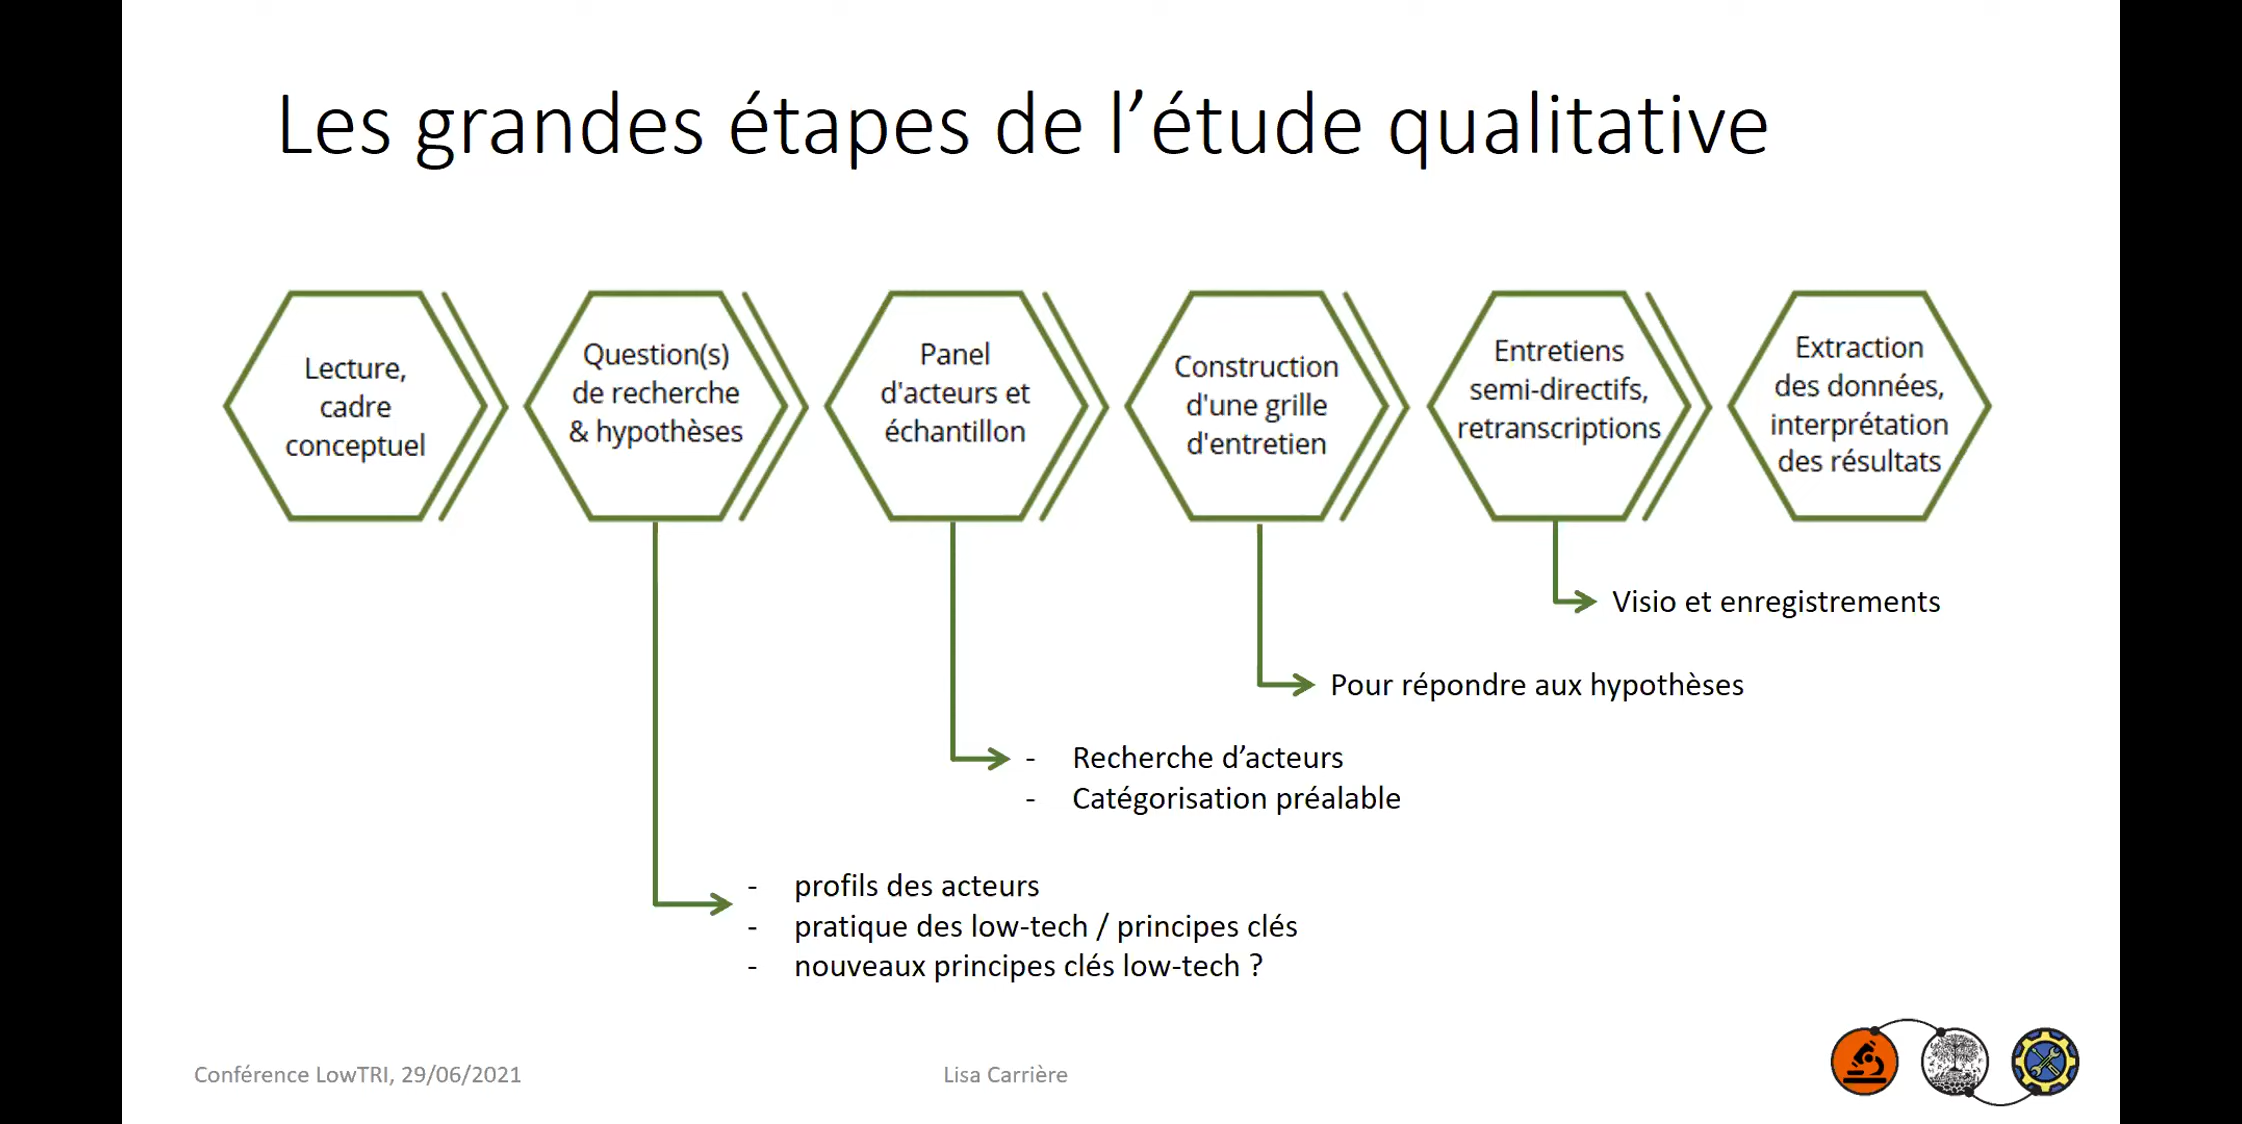 Les grandes étapes de l’étude qualitative
Lecture,
cadre
conceptuel
Question(s)
de recherche
& hypothèses
Panel
d'acteurs et
échantillon
Construction
d'une grille
d'entretien
Entretiens
semi-directifs,
retranscriptions
Extraction
des données,
interprétation
des résultats
Visio et enregistrements
Pour répondre aux hypothèses
- Recherche d’acteurs
- Catégorisation préalable
- profils des acteurs
- pratique des low-tech / principes clés
- nouveaux principes clés low-tech ?
Conférence LowTRI, 29/06/2021
Lisa Carrière